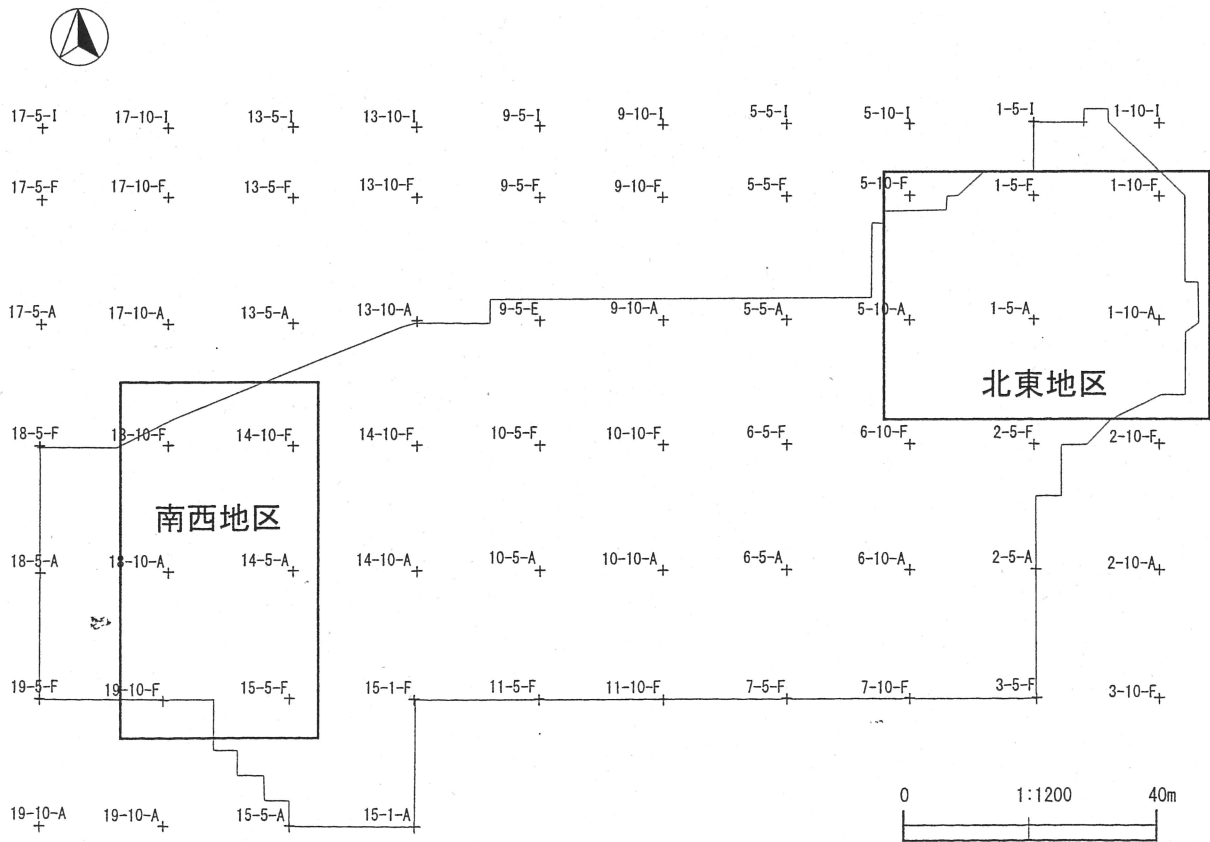 17-5-I 17-10-I 13-5-I 13-10-I 9-5-I 9-10-I 5-5-I 5-10-I 1-5-I 1-10-I
17-5-F 17-10-F 13-5-F 13-10-F 9-5-F 9-10-F 5-5-F 5-10-F 1-5-F 1-10-F
17-5-A 17-10-A 13-5-A 13-10-A 9-5-E 9-10-A 5-5-A 5-10-A 1-5-A 1-10-A
北東地区
18-5-F 13-10-F 14-10-F 14-10-F 10-5-F 10-10-F 6-5-F 6-10-F 2-5-F 2-10-F
南西地区
18-5-A 18-10-A 14-5-A 14-10-A 10-5-A 10-10-A 6-5-A 6-10-A 2-5-A 2-10-A
19-5-F 19-10-F 15-5-F 15-1-F 11-5-F 11-10-F 7-5-F 7-10-F 3-5-F 3-10-F
0 1:1200 40m
19-10-A 19-10-A 15-5-A 15-1-A